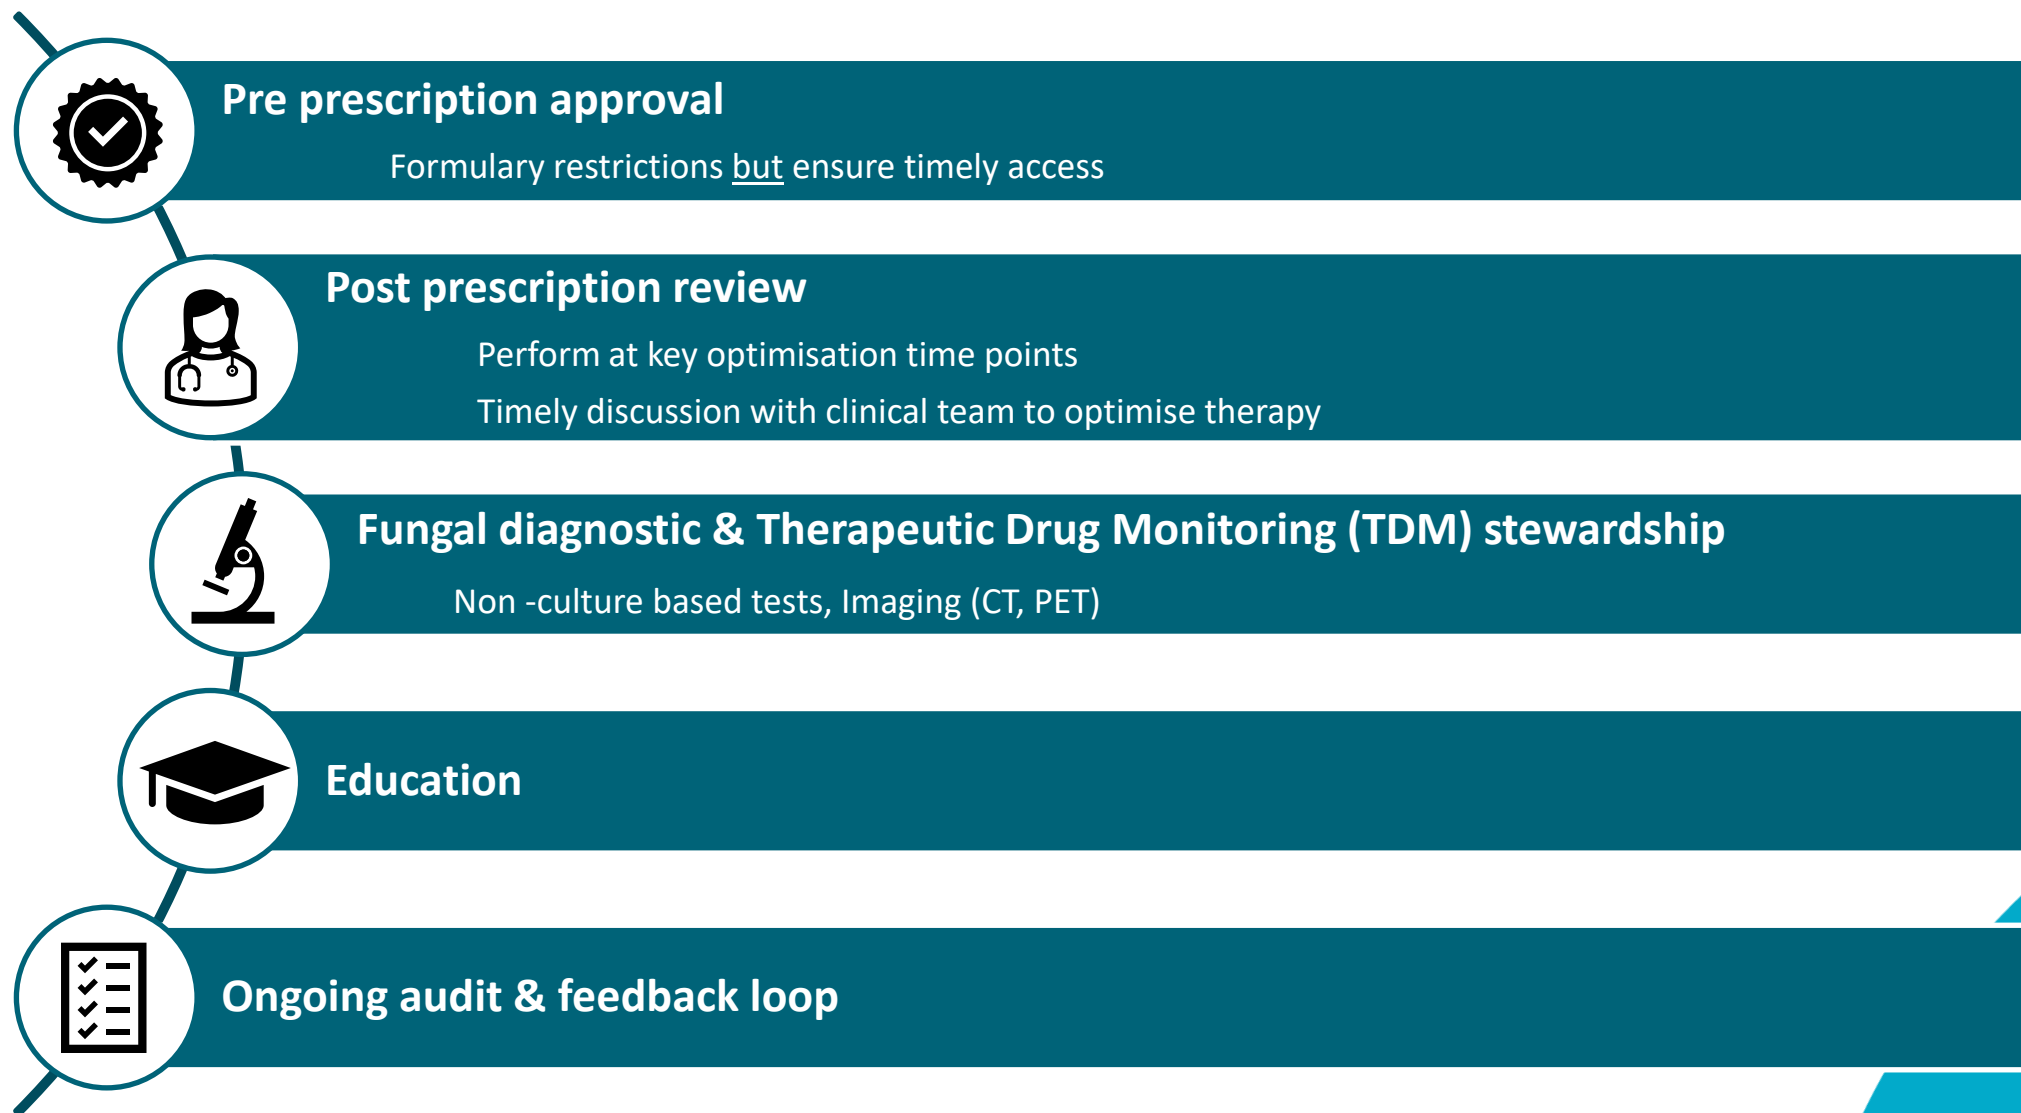 Pre prescription approval
Formulary restrictions but ensure timely access
Post prescription review
Perform at key optimisation time points
Timely discussion with clinical team to optimise therapy
Fungal diagnostic & Therapeutic Drug Monitoring (TDM) stewardship
Non -culture based tests, Imaging (CT, PET)
Education
Ongoing audit & feedback loop